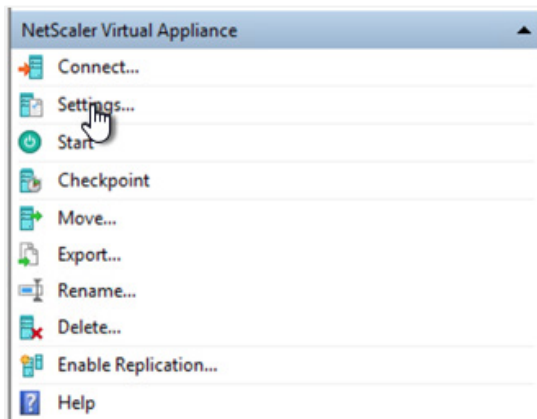 NetScaler Virtual Appliance
Connect...
Settings...
Start
Checkpoint
Move...
Export...
Rename...
Delete...
Enable Replication...
Help